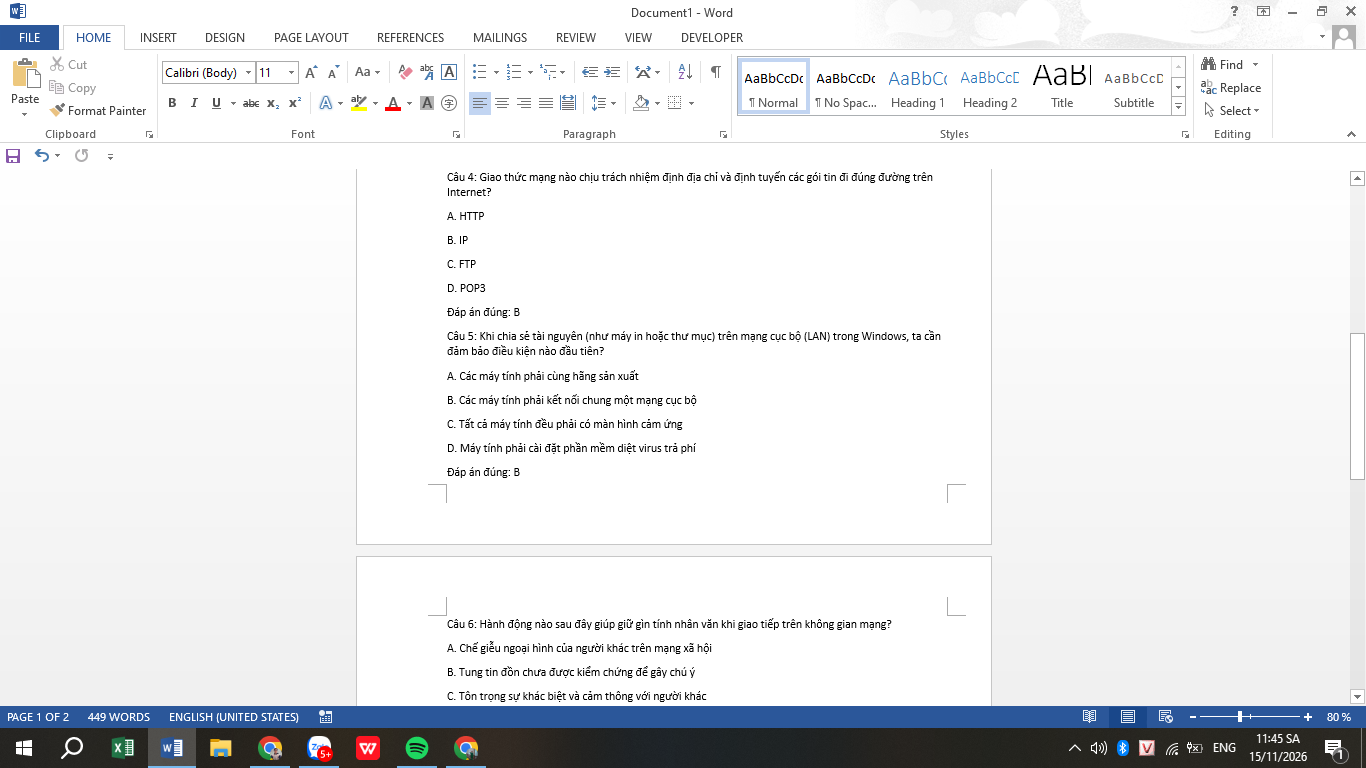 Document1 - Word
FILE HOME INSERT DESIGN PAGE LAYOUT REFERENCES MAILINGS REVIEW VIEW DEVELOPER
Cut
Copy
Format Painter
Paste
Clipboard
Calibri (Body) 11
Font
Paragraph
AaBbCcDc AaBbCcDc AaBbCc AaBbCcD AaBl AaBbCcD
¶ Normal ¶ No Spac... Heading 1 Heading 2 Title Subtitle
Styles
Find
Replace
Select
Editing
Câu 4: Giao thức mạng nào chịu trách nhiệm định địa chỉ và định tuyến các gói tin đi đúng đường trên
Internet?
A. HTTP
B. IP
C. FTP
D. POP3
Đáp án đúng: B
Câu 5: Khi chia sẻ tài nguyên (như máy in hoặc thư mục) trên mạng cục bộ (LAN) trong Windows, ta cần
đảm bảo điều kiện nào đầu tiên?
A. Các máy tính phải cùng hãng sản xuất
B. Các máy tính phải kết nối chung một mạng cục bộ
C. Tất cả máy tính đều phải có màn hình cảm ứng
D. Máy tính phải cài đặt phần mềm diệt virus trả phí
Đáp án đúng: B
Câu 6: Hành động nào sau đây giúp giữ gìn tính nhân văn khi giao tiếp trên không gian mạng?
A. Chế giễu ngoại hình của người khác trên mạng xã hội
B. Tung tin đồn chưa được kiểm chứng để gây chú ý
C. Tôn trọng sự khác biệt và cảm thông với người khác
PAGE 1 OF 2 449 WORDS ENGLISH (UNITED STATES) 80 %
ENG
11:45 SA
15/11/2026